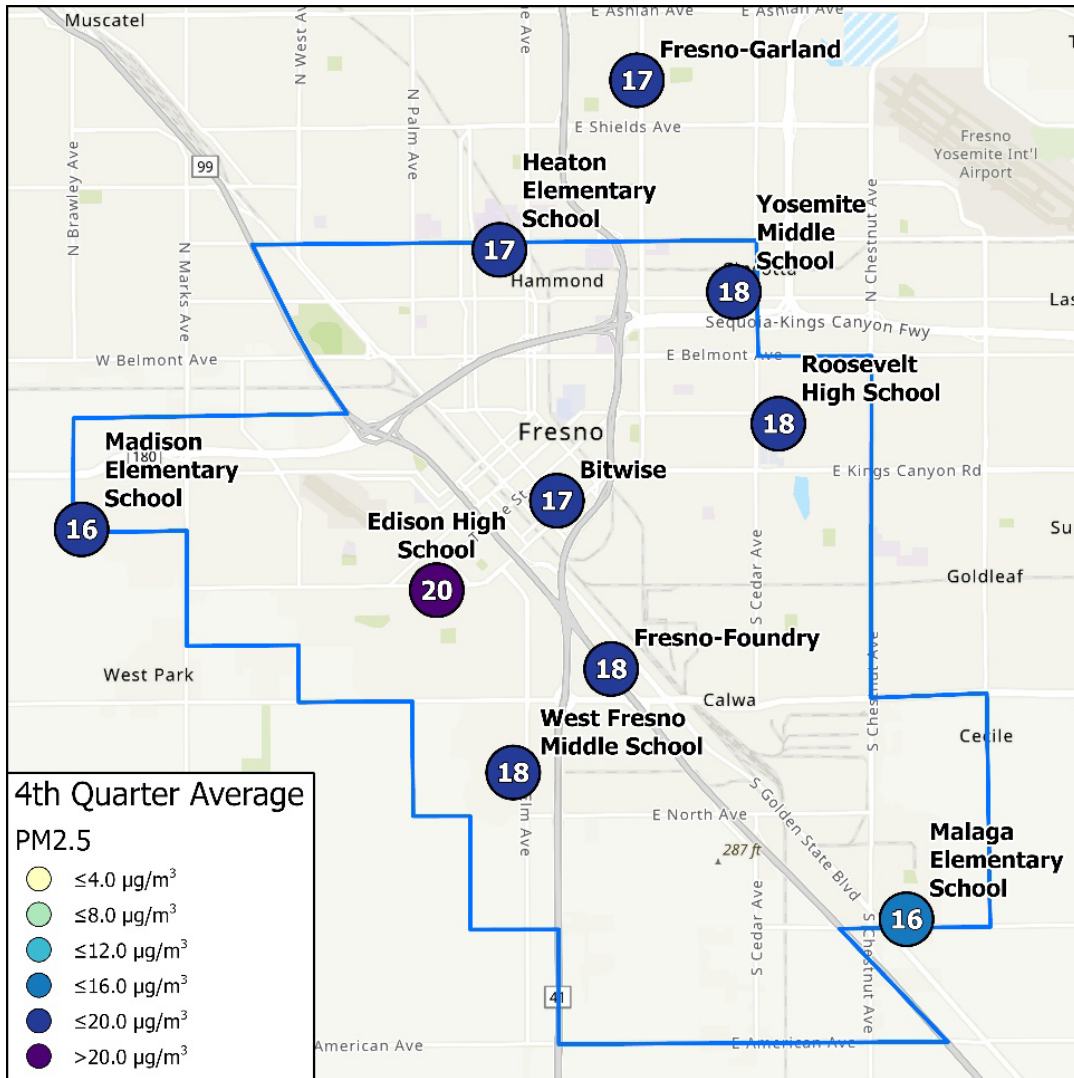 Muscatel
E Ashlan Ave
E Ashlan Ave
N West Ave
Fresno-Garland
17
N Palm Ave
E Shields Ave
99
N Brawley Ave
Fresno
Yosemite Int'l
Airport
Heaton
Elementary
School
17
Hammond
Yosemite
Middle
School
18
N Chestnut Ave
Las
N Marks Ave
Sequoia-Kings Canyon Fwy
W Belmont Ave
E Belmont Ave
Roosevelt
High School
18
Fresno
Madison
Elementary
School
180
16
E Kings Canyon Rd
Bitwise
17
Edison High
School
20
Su
S Cedar Ave
Goldleaf
Fresno-Foundry
18
West Park
Calwa
S Chestnut Ave
Cecile
West Fresno
Middle School
18
Elm Ave
E North Ave
S Golden State Blvd
287 ft
Malaga
Elementary
School
16
S Cedar Ave
S Chestnut Ave
41
American Ave
E American Ave
4th Quarter Average
PM2.5
≤4.0 µg/m³
≤8.0 µg/m³
≤12.0 µg/m³
≤16.0 µg/m³
≤20.0 µg/m³
>20.0 µg/m³